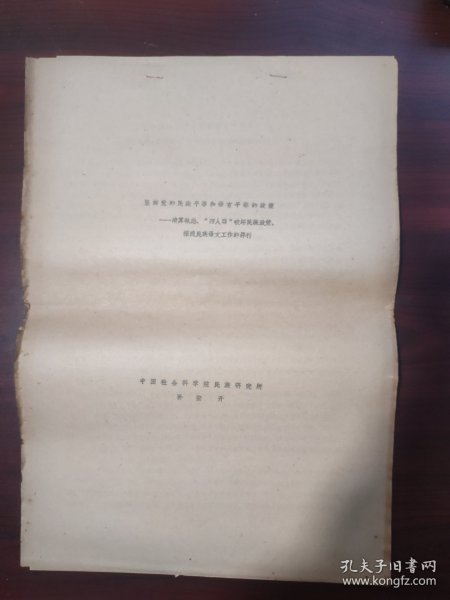 坚持党的民族平等和语言平等的政策
——清算林彪、“四人帮”破坏民族政策、
摧残民族语文工作的罪行
中国社会科学院民族研究所
孙宏开
孔夫子旧书网
www.kongfz.com